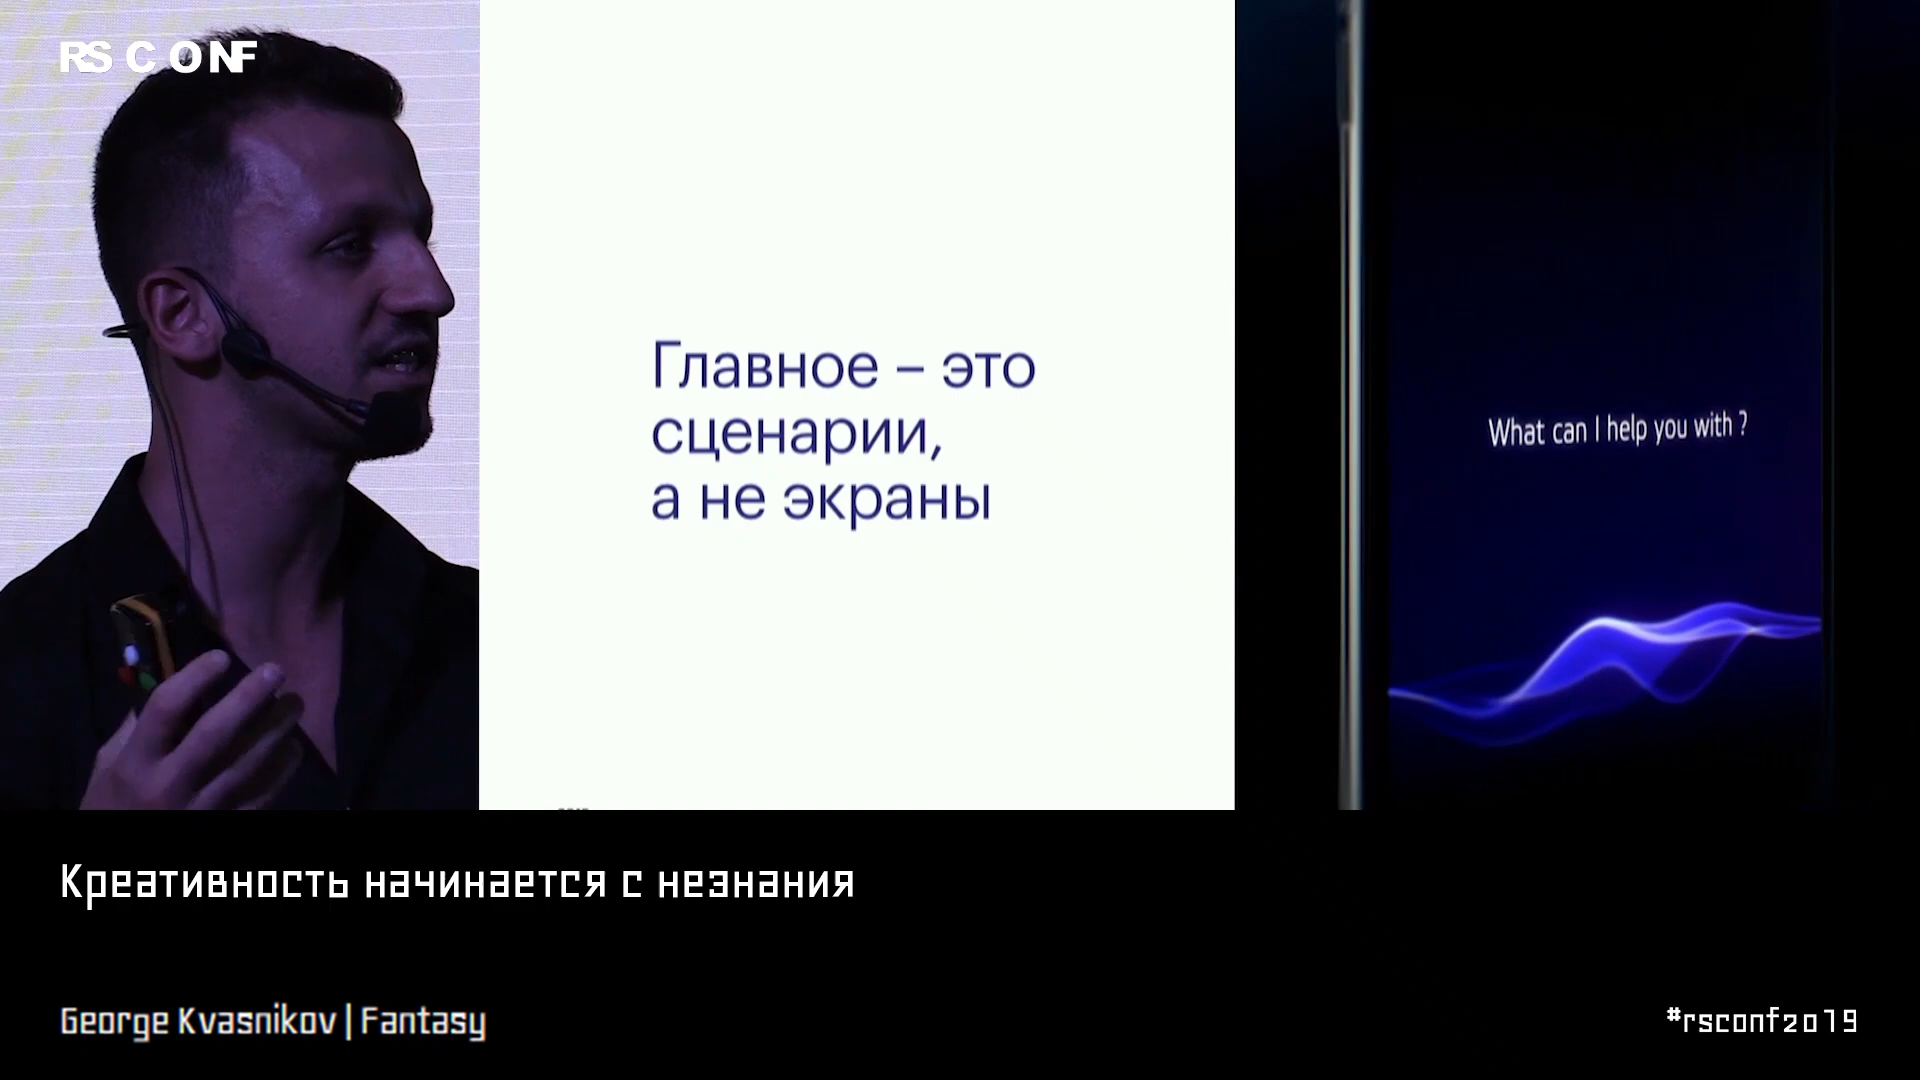 RS CONF
Главное – это
сценарии,
а не экраны
What can I help you with ?
Креативность начинается с незнания
George Kvasnikov | Fantasy
#rsconf2019